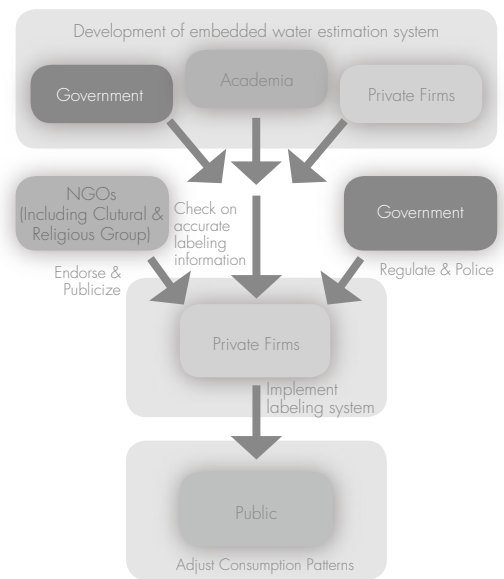 Development of embedded water estimation system
Government
Academia
Private Firms
NGOs
(Including Clutural &
Religious Group)
Check on
accurate
labeling
information
Government
Endorse &
Publicize
Regulate & Police
Private Firms
Implement
labeling system
Public
Adjust Consumption Patterns